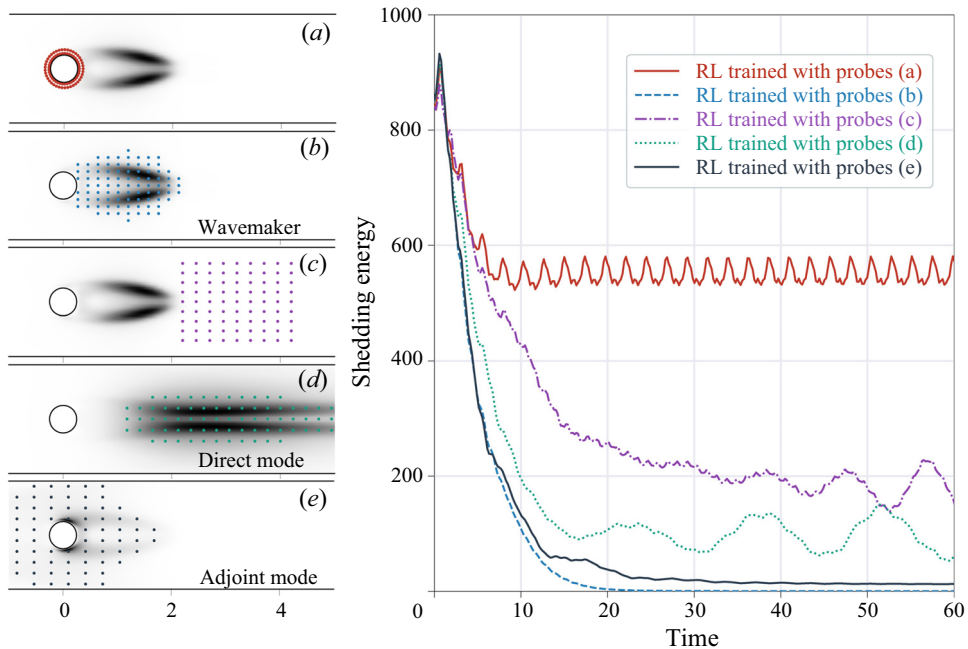 (a)
(b)
Wavemaker
(c)
(d)
Direct mode
(e)
Adjoint mode
0 2 4
1000
800
600
400
200
0
Shedding energy
RL trained with probes (a)
RL trained with probes (b)
RL trained with probes (c)
RL trained with probes (d)
RL trained with probes (e)
10 20 30 40 50 60
Time